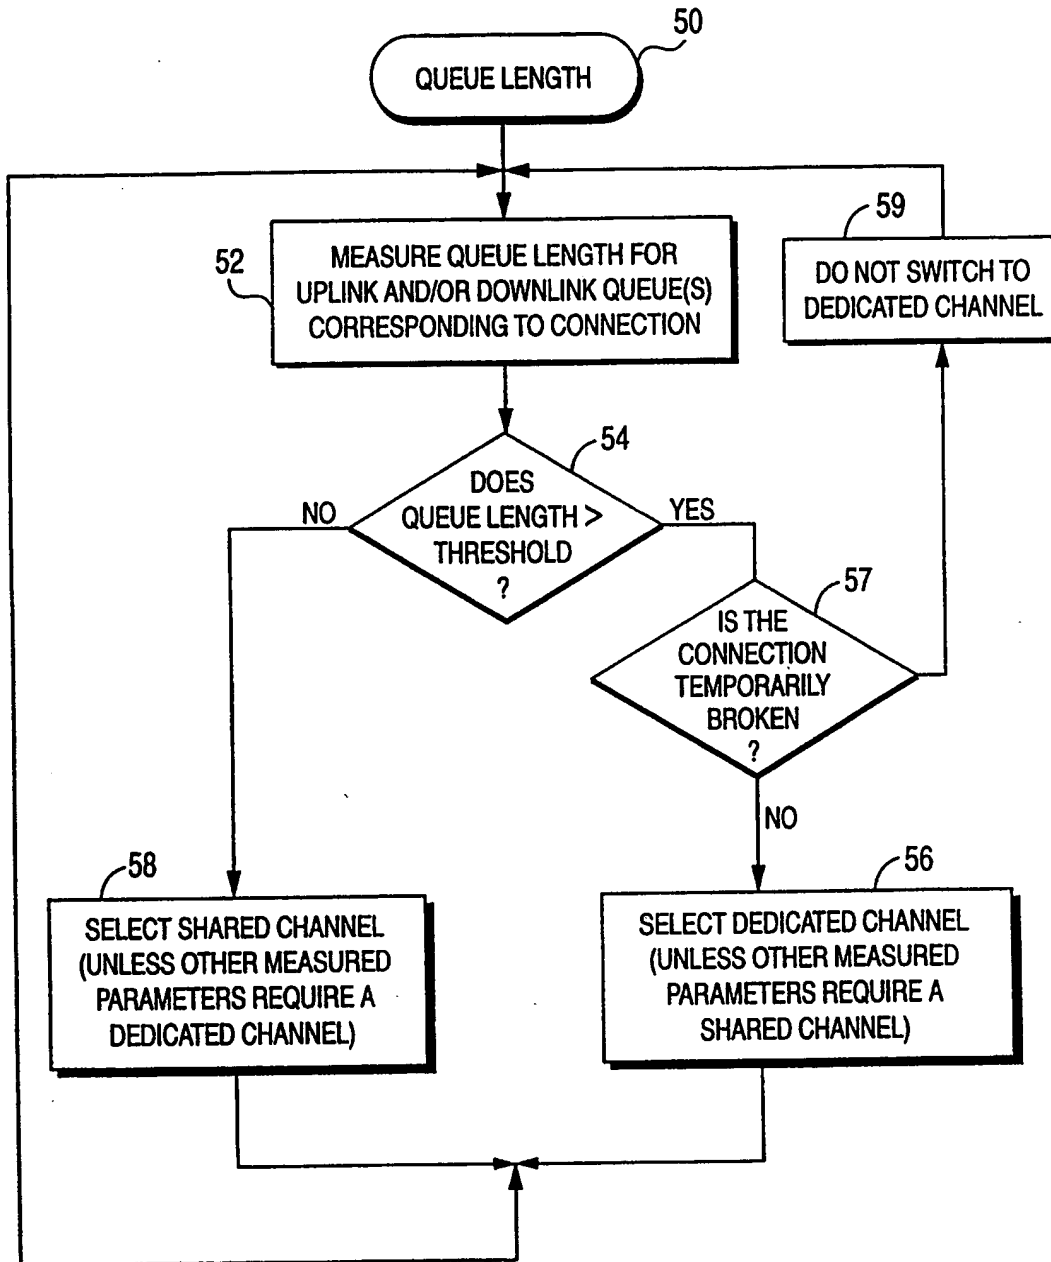 50
QUEUE LENGTH
59
DO NOT SWITCH TO
DEDICATED CHANNEL
52
MEASURE QUEUE LENGTH FOR
UPLINK AND/OR DOWNLINK QUEUE(S)
CORRESPONDING TO CONNECTION
54
DOES
QUEUE LENGTH >
THRESHOLD
?
NO
YES
57
IS THE
CONNECTION
TEMPORARILY
BROKEN
?
NO
58
SELECT SHARED CHANNEL
(UNLESS OTHER MEASURED
PARAMETERS REQUIRE A
DEDICATED CHANNEL)
56
SELECT DEDICATED CHANNEL
(UNLESS OTHER MEASURED
PARAMETERS REQUIRE A
SHARED CHANNEL)